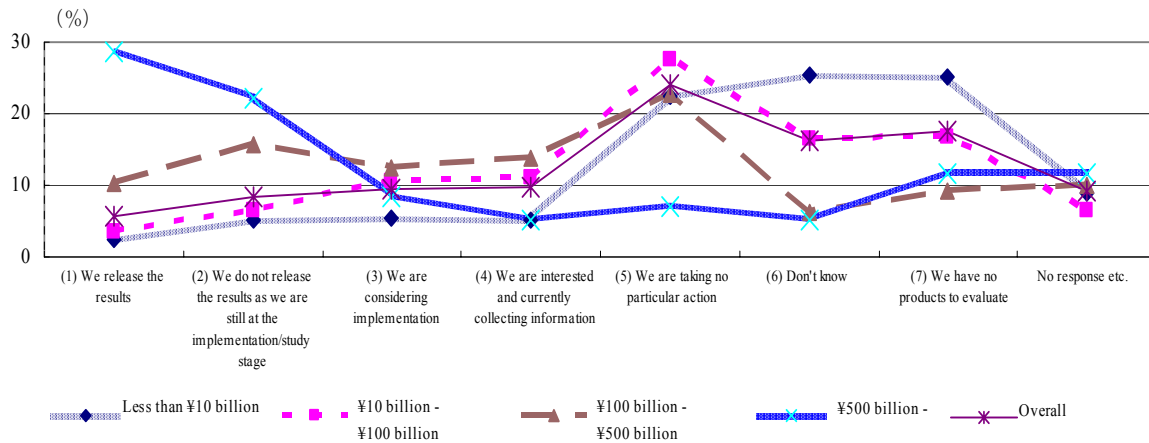 (%)
30
20
10
0
(1) We release the
results
(2) We do not release
the results as we are
still at the
implementation/study
stage
(3) We are
considering
implementation
(4) We are interested
and currently
collecting information
(5) We are taking no
particular action
(6) Don't know
(7) We have no
products to evaluate
No response etc.
Less than ¥10 billion
¥10 billion -
¥100 billion
¥100 billion -
¥500 billion
¥500 billion -
Overall